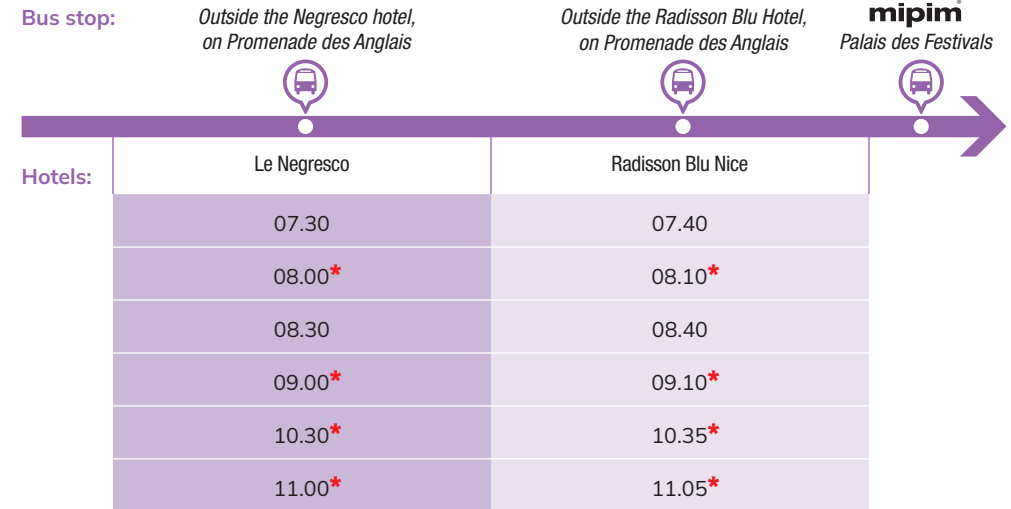 Bus stop:
Outside the Negresco hotel,
on Promenade des Anglais
Outside the Radisson Blu Hotel,
on Promenade des Anglais
mipim
Palais des Festivals
Hotels:
Le Negresco
Radisson Blu Nice
07.30
07.40
08.00*
08.10*
08.30
08.40
09.00*
09.10*
10.30*
10.35*
11.00*
11.05*